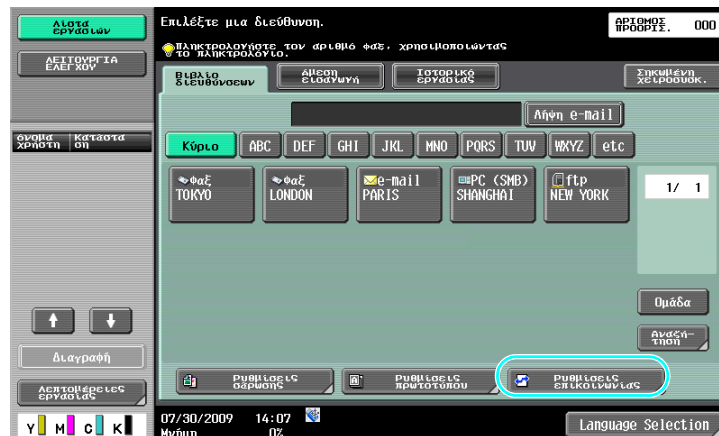 Λίστα
εργασιών
ΛΕΙΤΟΥΡΓΙΑ
ΕΛΕΓΧΟΥ
όνομα χρήστη
Κατάστα ση
Διαγραφή
Λεπτομέρειες
εργασίας
Y M C K
Επιλέξτε μια διεύθυνση.
ΑΡΙΘΜΟΣ
ΠΡΟΟΡΙΣ. 000
Πληκτρολογήστε τον αριθμό φαξ, χρησιμοποιώντας
το πληκτρολόγιο.
Βιβλίο
διευθύνσεων
άμεση
εισαγωγή
Ιστορικό
εργασίας
Σηκωμένη
χειροσυσκ.
Λήψη e-mail
Κύριο ABC DEF GHI JKL MNO PQRS TUV WXYZ etc
φαξ
TOKYO
φαξ
LONDON
e-mail
PARIS
PC (SMB)
SHANGHAI
ftp
NEW YORK
1/ 1
Ομάδα
Αναζή-
τηση
Ρυθμίσεις
σάρωσης
Ρυθμίσεις
πρωτοτύπου
Ρυθμίσεις
επικοινωνίας
07/30/2009 14:07
Μνήμη 0%
Language Selection